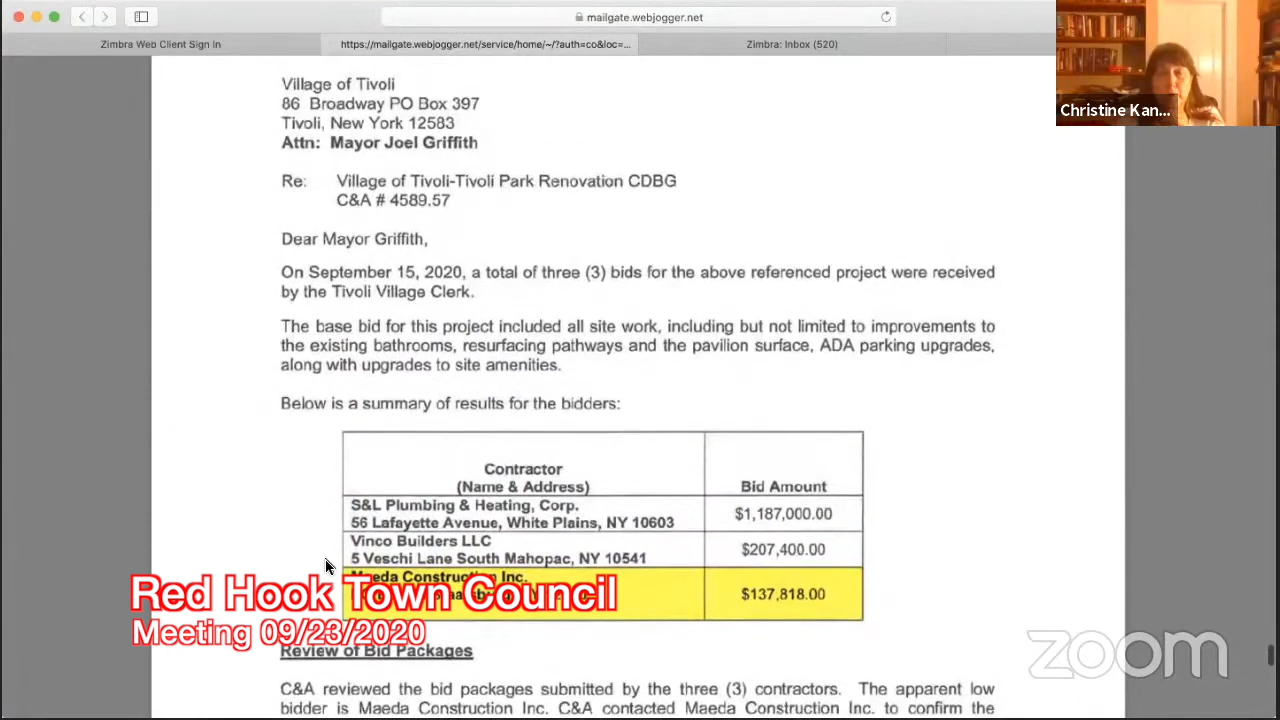 mailgate.webjogger.net
Zimbra Web Client Sign In
https://mailgate.webjogger.net/service/home/~/?auth=co&loc=...
Zimbra: Inbox (520)
Christine Kan...
Village of Tivoli
86 Broadway PO Box 397
Tivoli, New York 12583
Attn: Mayor Joel Griffith
Re: Village of Tivoli-Tivoli Park Renovation CDBG
C&A # 4589.57
Dear Mayor Griffith,
On September 15, 2020, a total of three (3) bids for the above referenced project were received
by the Tivoli Village Clerk.
The base bid for this project included all site work, including but not limited to improvements to
the existing bathrooms, resurfacing pathways and the pavilion surface, ADA parking upgrades,
along with upgrades to site amenities.
Below is a summary of results for the bidders:
Contractor
(Name & Address) Bid Amount
S&L Plumbing & Heating, Corp.
56 Lafayette Avenue, White Plains, NY 10603 $1,187,000.00
Vinco Builders LLC
5 Veschi Lane South Mahopac, NY 10541 $207,400.00
Maeda Construction Inc.
$137,818.00
Red Hook Town Council
Meeting 09/23/2020
zoom
Review of Bid Packages
C&A reviewed the bid packages submitted by the three (3) contractors. The apparent low
bidder is Maeda Construction Inc. C&A contacted Maeda Construction Inc. to confirm the